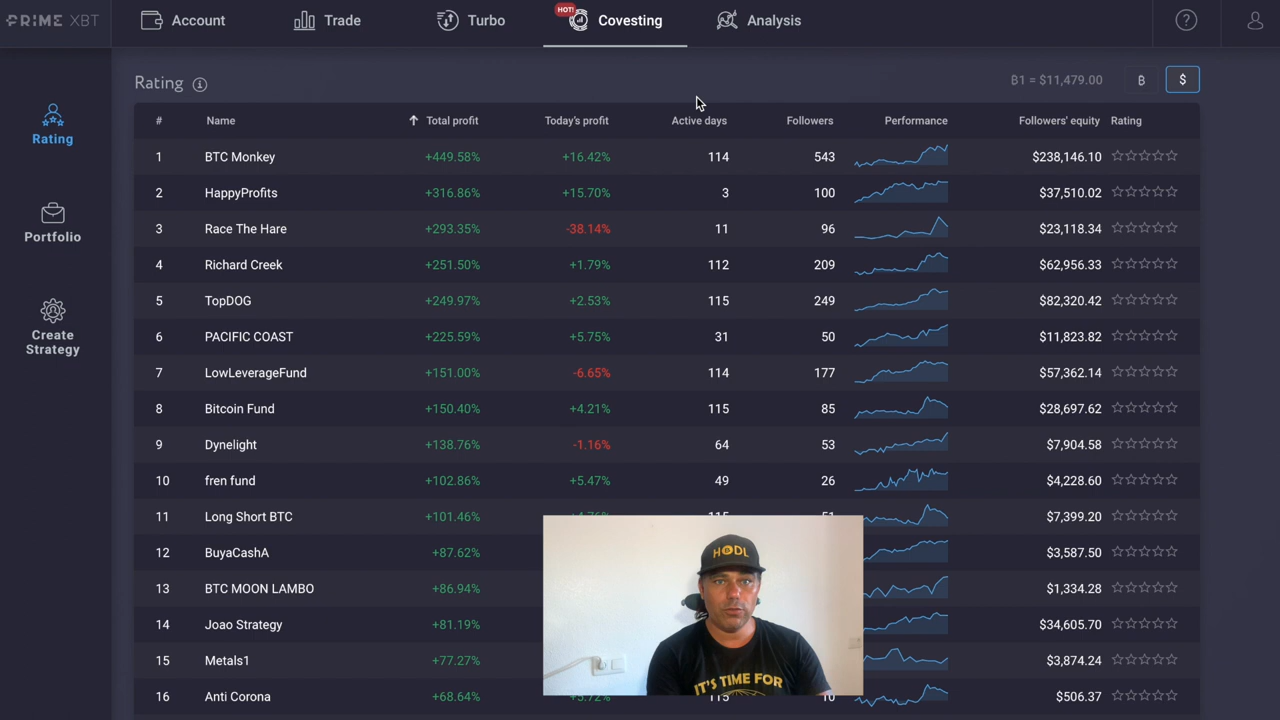 PRIME XBT Account Trade Turbo HOT! Covesting Analysis ?
Rating ₿1 = $11,479.00 ₿ $
# Name Total profit Today's profit Active days Followers Performance Followers' equity Rating
1 BTC Monkey +449.58% +16.42% 114 543 $238,146.10
2 HappyProfits +316.86% +15.70% 3 100 $37,510.02
3 Race The Hare +293.35% -38.14% 11 96 $23,118.34
4 Richard Creek +251.50% +1.79% 112 209 $62,956.33
5 TopDOG +249.97% +2.53% 115 249 $82,320.42
6 PACIFIC COAST +225.59% +5.75% 31 50 $11,823.82
7 LowLeverageFund +151.00% -6.65% 114 177 $57,362.14
8 Bitcoin Fund +150.40% +4.21% 115 85 $28,697.62
9 Dynelight +138.76% -1.16% 64 53 $7,904.58
10 fren fund +102.86% +5.47% 49 26 $4,228.60
11 Long Short BTC +101.46% $7,399.20
12 BuyaCashA +87.62% $3,587.50
13 BTC MOON LAMBO +86.94% $1,334.28
14 Joao Strategy +81.19% $34,605.70
15 Metals1 +77.27% $3,874.24
16 Anti Corona +68.64% $506.37
Rating
Portfolio
Create
Strategy
HODL
IT'S TIME FOR